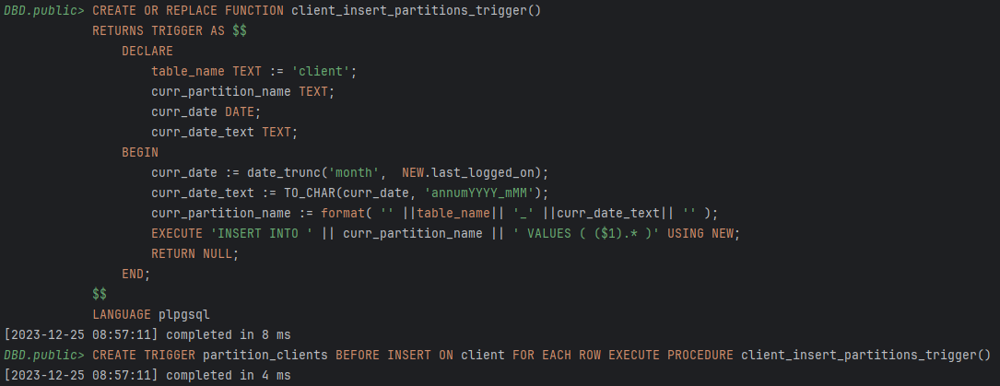 DBD.public> CREATE OR REPLACE FUNCTION client_insert_partitions_trigger()
            RETURNS TRIGGER AS $$
                DECLARE
                    table_name TEXT := 'client';
                    curr_partition_name TEXT;
                    curr_date DATE;
                    curr_date_text TEXT;
                BEGIN
                    curr_date := date_trunc('month',  NEW.last_logged_on);
                    curr_date_text := TO_CHAR(curr_date, 'annumYYYY_mMM');
                    curr_partition_name := format( '' ||table_name|| '_' ||curr_date_text|| '' );
                    EXECUTE 'INSERT INTO ' || curr_partition_name || ' VALUES ( ($1).* )' USING NEW;
                    RETURN NULL;
                END;
            $$
            LANGUAGE plpgsql
[2023-12-25 08:57:11] completed in 8 ms
DBD.public> CREATE TRIGGER partition_clients BEFORE INSERT ON client FOR EACH ROW EXECUTE PROCEDURE client_insert_partitions_trigger()
[2023-12-25 08:57:11] completed in 4 ms